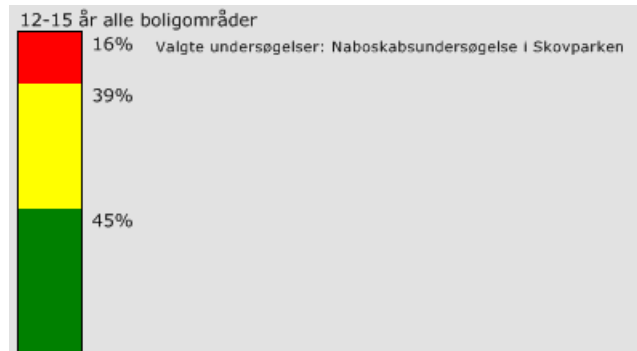 12-15 år alle boligområder
16%
Valgte undersøgelser: Naboskabsundersøgelse i Skovparken
39%
45%